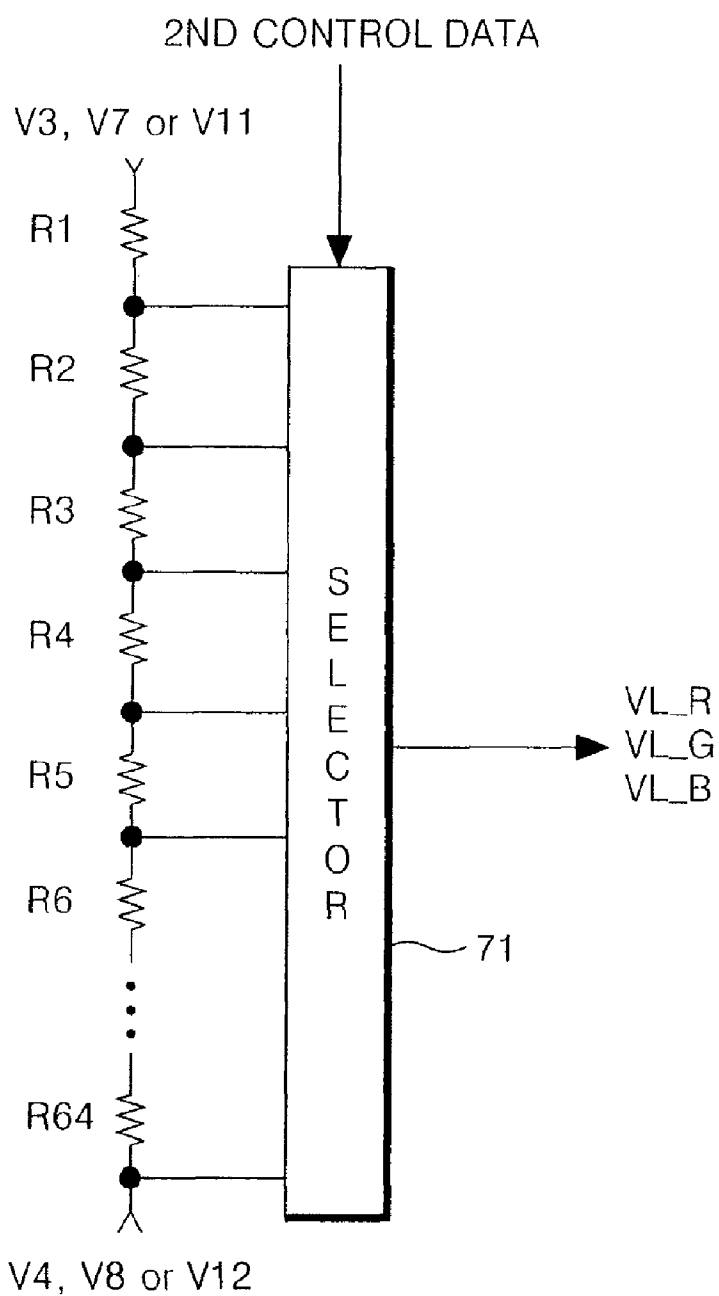 2ND CONTROL DATA
V3, V7 or V11
R1
R2
R3
R4
R5
R6
R64
SELECTOR
VL_R
VL_G
VL_B
71
V4, V8 or V12